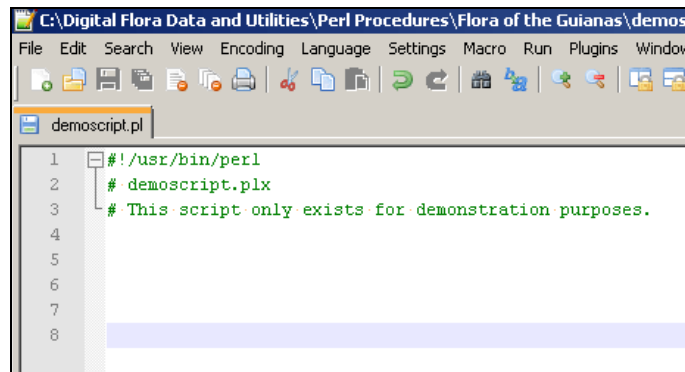 C:\Digital Flora Data and Utilities\Perl Procedures\Flora of the Guianas\demos
File Edit Search View Encoding Language Settings Macro Run Plugins Window
demoscript.pl
1 #!/usr/bin/perl
2 # demoscript.plx
3 # This script only exists for demonstration purposes.
4
5
6
7
8